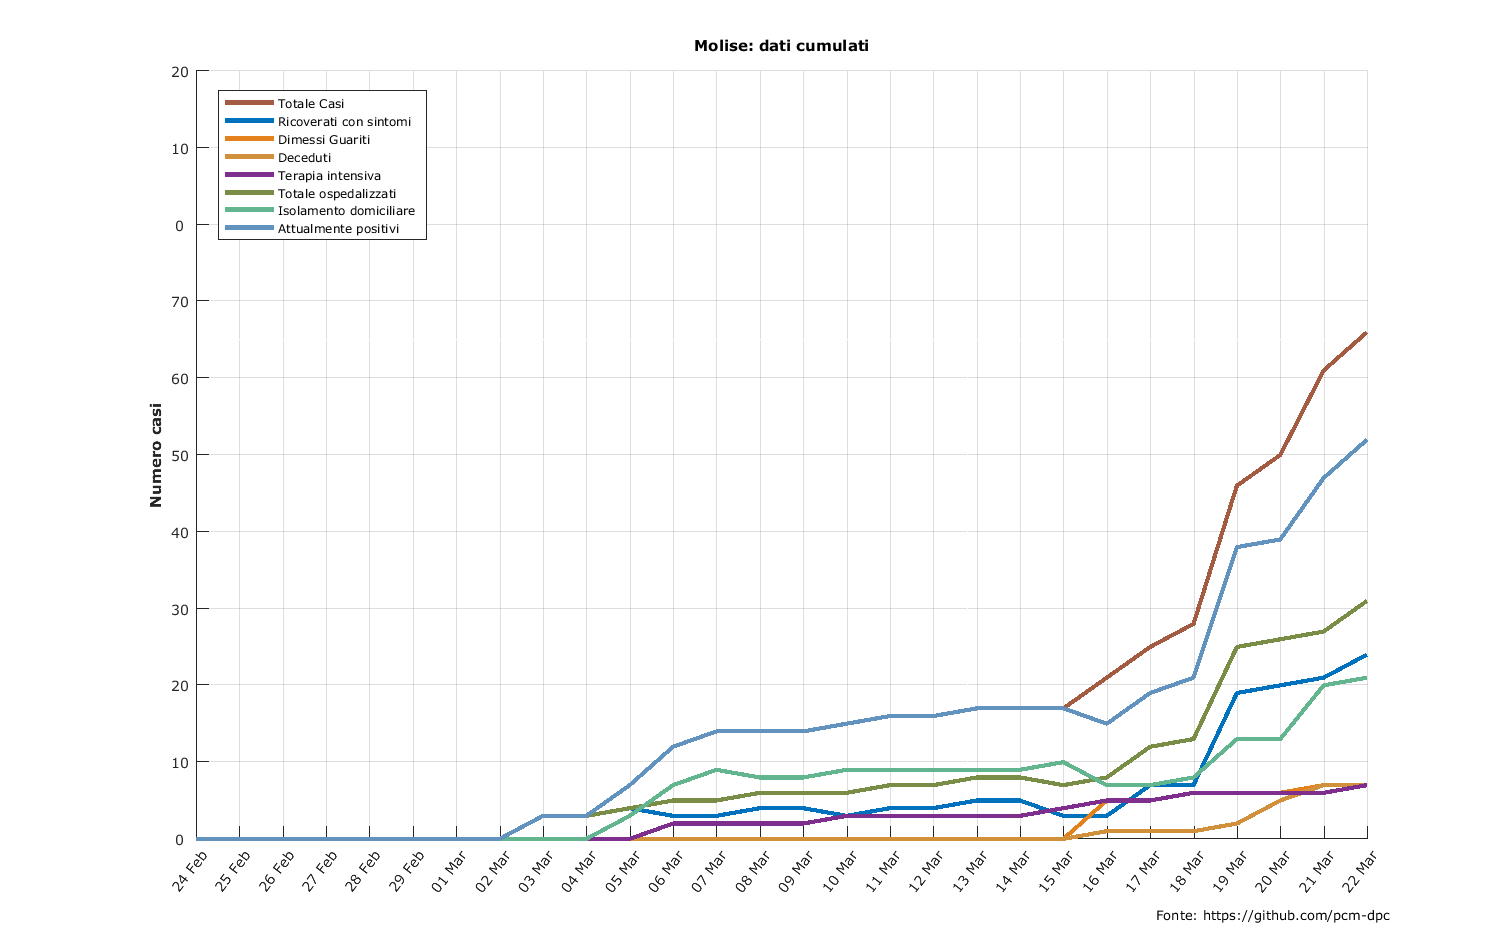 Molise: dati cumulati
20
10
0
70
60
50
40
30
20
10
0
Numero casi
Totale Casi
Ricoverati con sintomi
Dimessi Guariti
Deceduti
Terapia intensiva
Totale ospedalizzati
Isolamento domiciliare
Attualmente positivi
24 Feb
25 Feb
26 Feb
27 Feb
28 Feb
29 Feb
01 Mar
02 Mar
03 Mar
04 Mar
05 Mar
06 Mar
07 Mar
08 Mar
09 Mar
10 Mar
11 Mar
12 Mar
13 Mar
14 Mar
15 Mar
16 Mar
17 Mar
18 Mar
19 Mar
20 Mar
21 Mar
22 Mar
Fonte: https://github.com/pcm-dpc